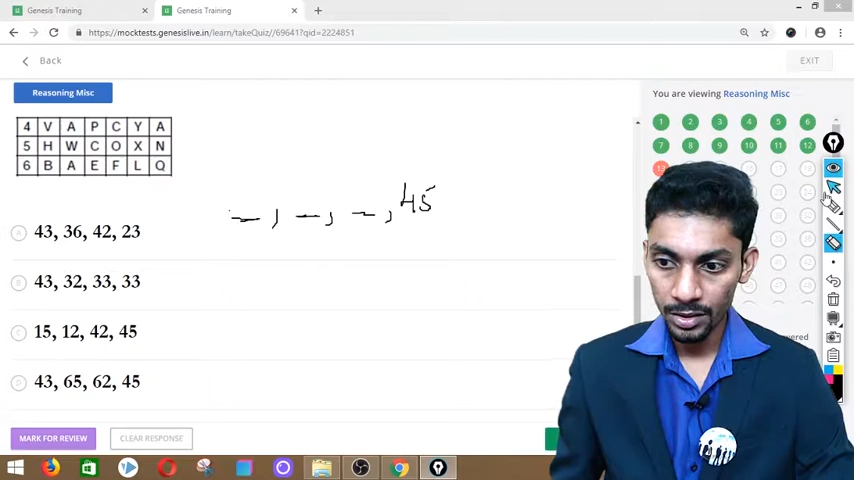 Genesis Training
Genesis Training
https://mocktests.genesislive.in/learn/takeQuiz//69641?qid=2224851
Back
EXIT
Reasoning Misc
You are viewing Reasoning Misc
4 V A P C Y A
5 H W C O X N
6 B A E F L Q
1 2 3 4 5 6
7 8 9 10 11 12
13
—, —, —, 45
A 43, 36, 42, 23
B 43, 32, 33, 33
C 15, 12, 42, 45
D 43, 65, 62, 45
MARK FOR REVIEW
CLEAR RESPONSE